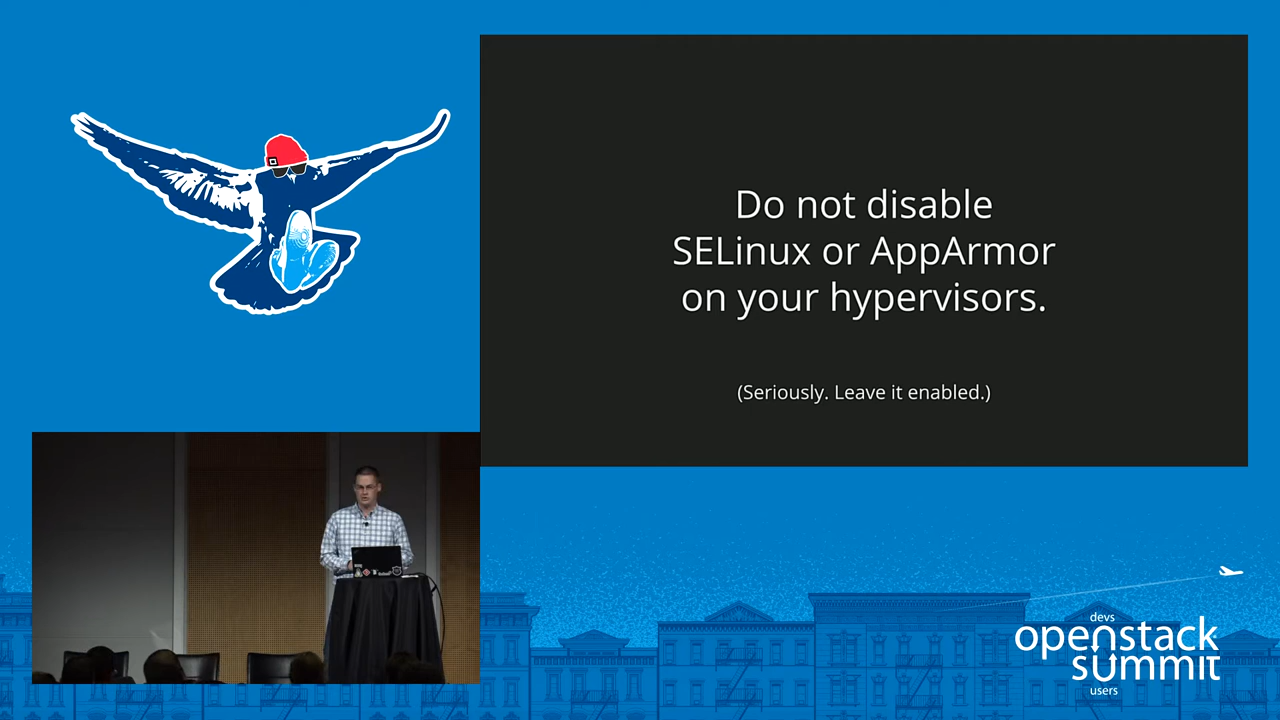 Do not disable
SELinux or AppArmor
on your hypervisors.
(Seriously. Leave it enabled.)
devs
openstack
summit
users